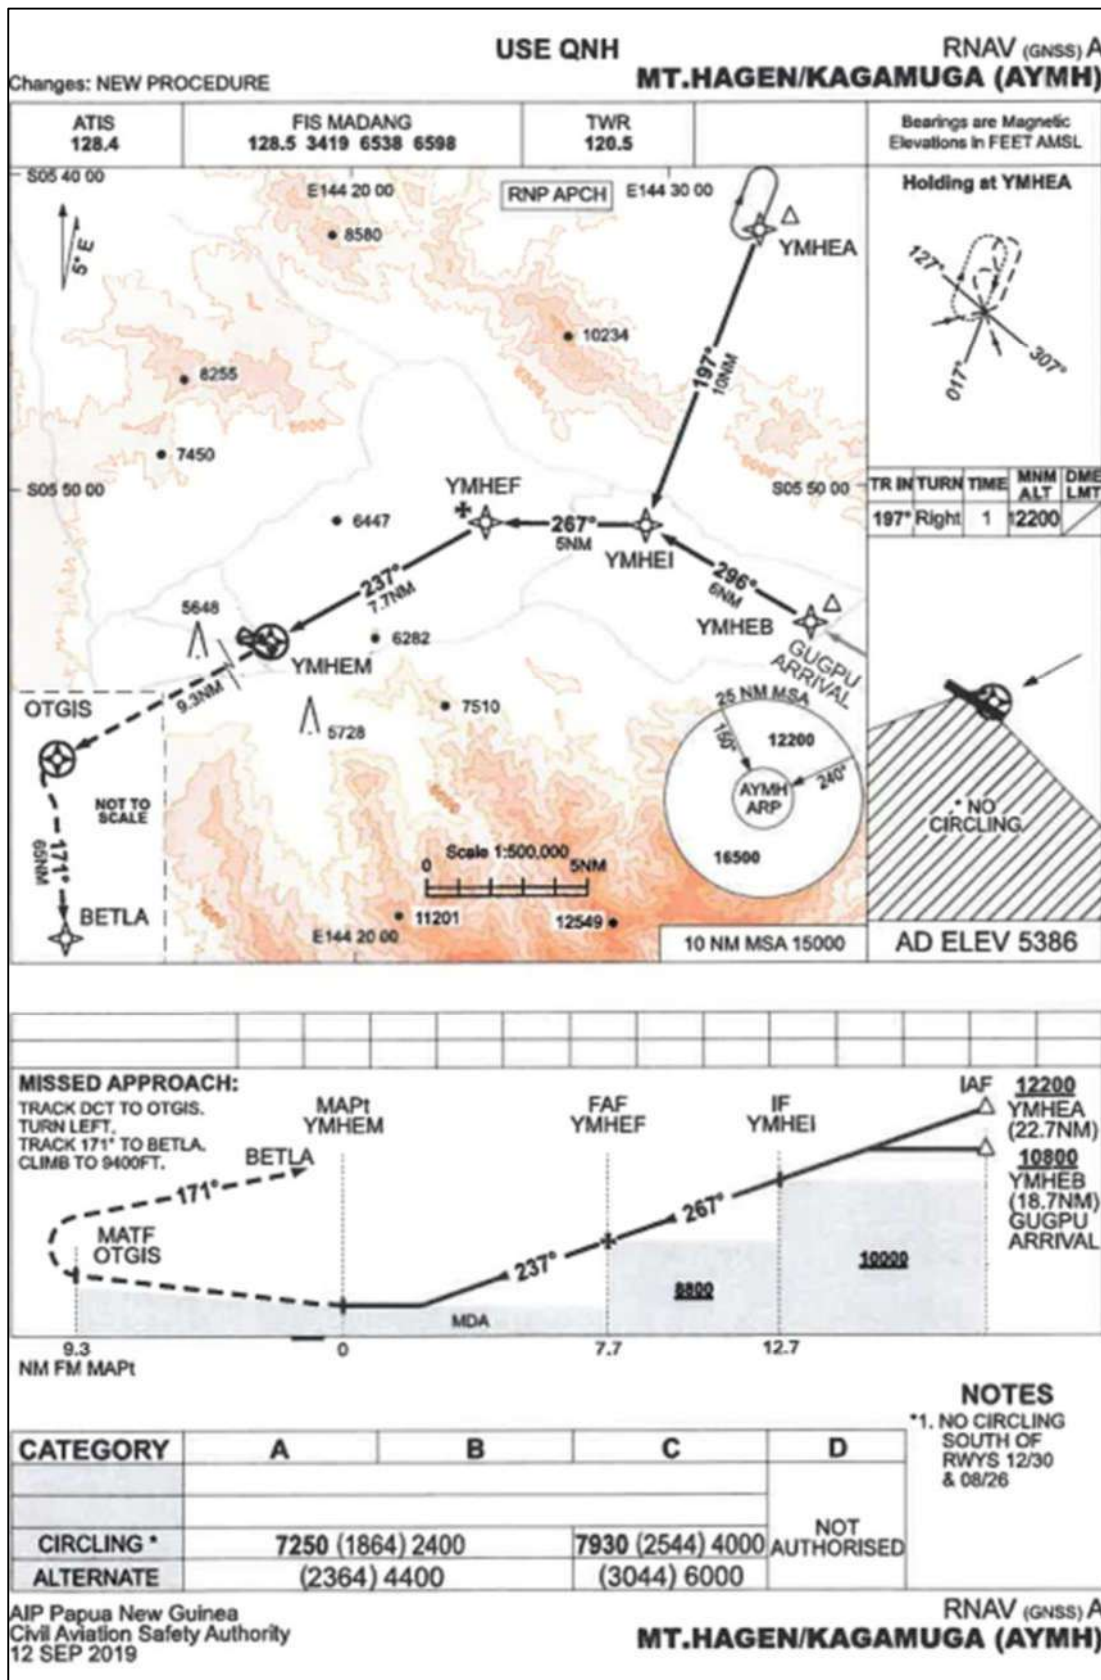 USE QNH
RNAV (GNSS) A
Changes: NEW PROCEDURE
MT.HAGEN/KAGAMUGA (AYMH)
ATIS
128.4
FIS MADANG
128.5 3419 6538 6598
TWR
120.5
Bearings are Magnetic
Elevations in FEET AMSL
S05 40 00
E144 20 00
RNP APCH
E144 30 00
5° E
8580
YMHEA
10234
197°
10NM
8255
7450
S05 50 00
S05 50 00
YMHEF
6447
267°
5NM
YMHEI
237°
7.7NM
296°
6NM
YMHEB
GUGPU
ARRIVAL
5648
YMHEM
6282
9.3NM
OTGIS
5728
7510
25 NM MSA
150°
12200
240°
AYMH
ARP
16500
NOT TO
SCALE
171°
65NM
BETLA
Scale 1:500,000
0
5NM
11201
12549
E144 20 00
10 NM MSA 15000
Holding at YMHEA
127°
307°
017°
TR IN TURN TIME MNM ALT DME LMT
197° Right 1 12200
* NO
CIRCLING
AD ELEV 5386
MISSED APPROACH:
TRACK DCT TO OTGIS.
TURN LEFT.
TRACK 171° TO BETLA.
CLIMB TO 9400FT.
MAPt
YMHEM
FAF
YMHEF
IF
YMHEI
IAF
12200
YMHEA
(22.7NM)
10800
YMHEB
(18.7NM)
GUGPU
ARRIVAL
BETLA
171°
MATF
OTGIS
237°
267°
8800
10000
MDA
9.3
0
7.7
12.7
NM FM MAPt
NOTES
*1. NO CIRCLING
SOUTH OF
RWYS 12/30
& 08/26
CATEGORY A B C D
CIRCLING * 7250 (1864) 2400 7930 (2544) 4000
NOT
AUTHORISED
ALTERNATE (2364) 4400 (3044) 6000
AIP Papua New Guinea
Civil Aviation Safety Authority
12 SEP 2019
RNAV (GNSS) A
MT.HAGEN/KAGAMUGA (AYMH)